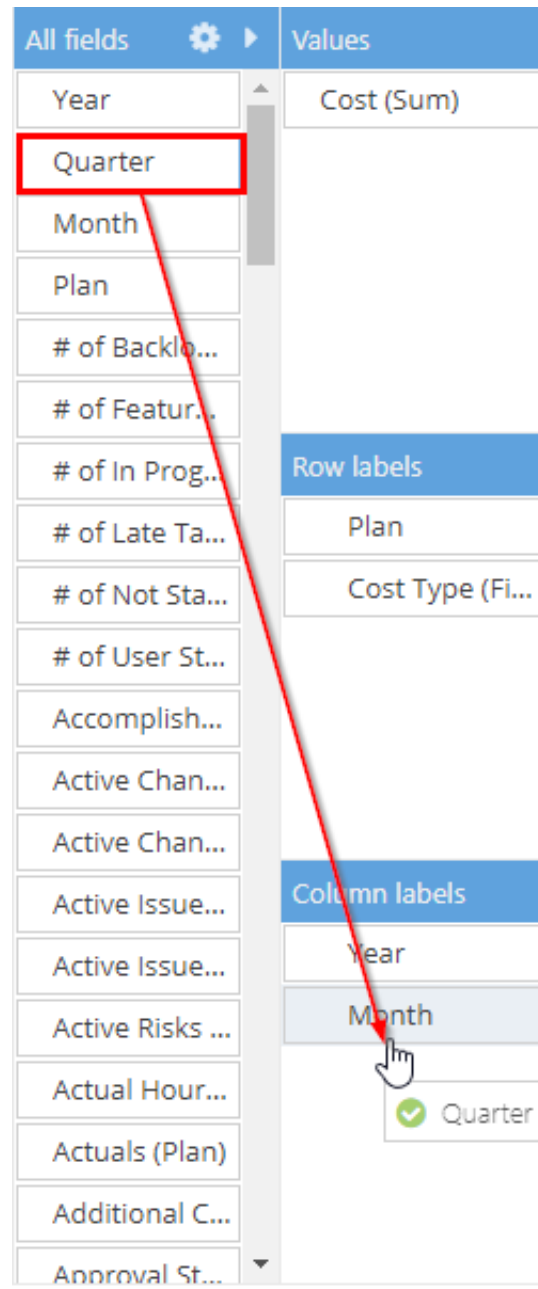 All fields
Year
Quarter
Month
Plan
# of Backlo...
# of Featur...
# of In Prog...
# of Late Ta...
# of Not Sta...
# of User St...
Accomplish...
Active Chan...
Active Chan...
Active Issue...
Active Issue...
Active Risks ...
Actual Hour...
Actuals (Plan)
Additional C...
Approval St...
Values
Cost (Sum)
Row labels
Plan
Cost Type (Fi...
Column labels
Year
Month
Quarter